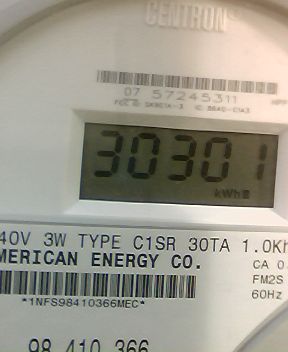 CENTRON®
07 57245311
30301
kWh
40V 3W TYPE C1SR 30TA 1.0Kh
MERICAN ENERGY CO.
CA 0.
FM2S
60Hz
*1NFS98410366MEC*
98 410 366